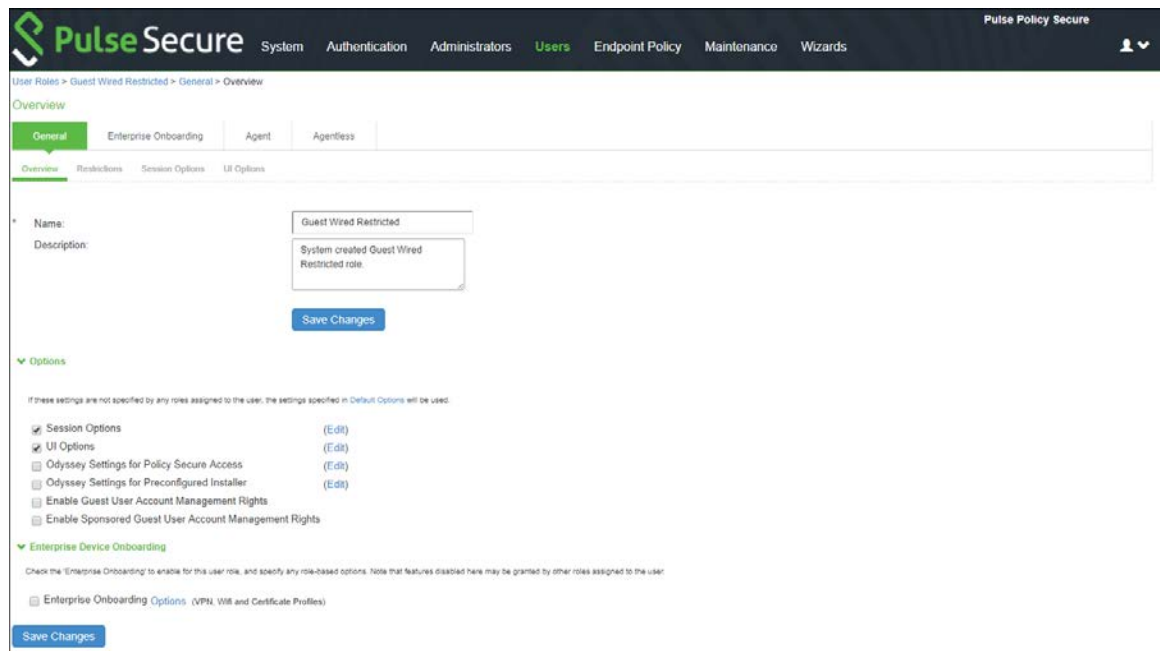 Pulse Policy Secure
Pulse Secure System Authentication Administrators Users Endpoint Policy Maintenance Wizards
User Roles > Guest Wired Restricted > General > Overview
Overview
General Enterprise Onboarding Agent Agentless
Overview Restrictions Session Options UI Options
* Name: Guest Wired Restricted
Description: System created Guest Wired
Restricted role.
Save Changes
Options
If these settings are not specified by any roles assigned to the user, the settings specified in Default Options will be used.
Session Options (Edit)
UI Options (Edit)
Odyssey Settings for Policy Secure Access (Edit)
Odyssey Settings for Preconfigured Installer (Edit)
Enable Guest User Account Management Rights
Enable Sponsored Guest User Account Management Rights
Enterprise Device Onboarding
Check the 'Enterprise Onboarding' to enable for this user role, and specify any role-based options. Note that features disabled here may be granted by other roles assigned to the user.
Enterprise Onboarding Options (VPN, Wifi and Certificate Profiles)
Save Changes